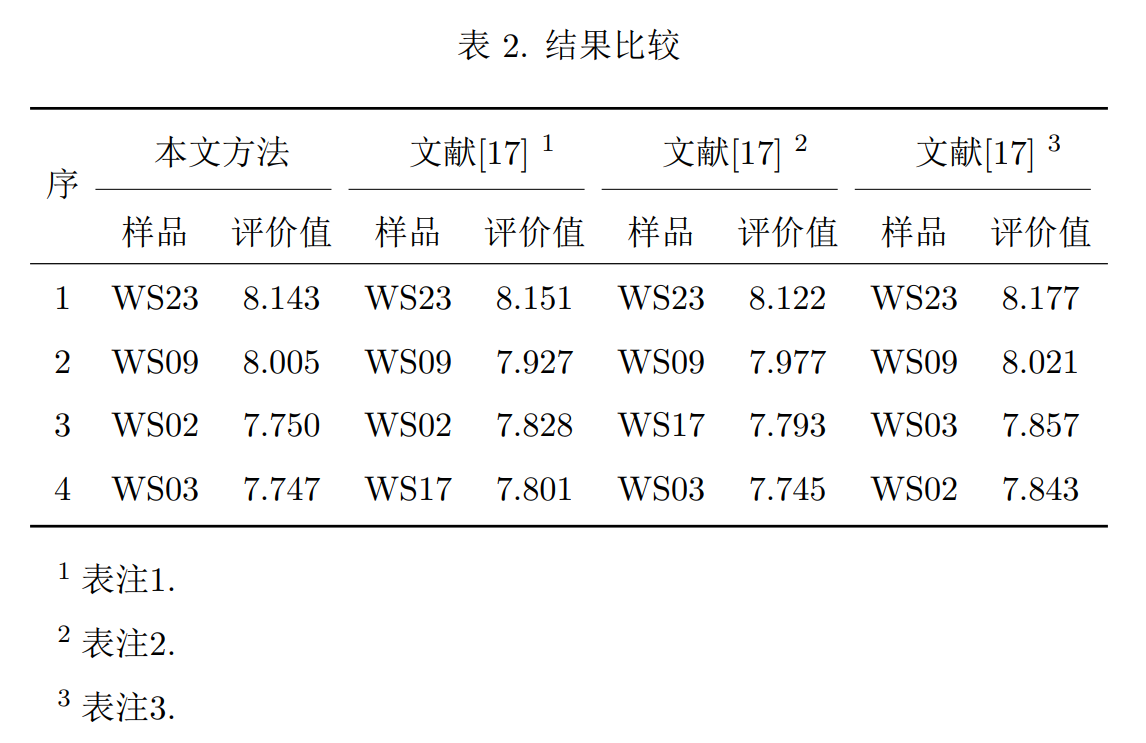 表 2. 结果比较
序 本文方法 文献[17] 1 文献[17] 2 文献[17] 3
样品 评价值 样品 评价值 样品 评价值 样品 评价值
1 WS23 8.143 WS23 8.151 WS23 8.122 WS23 8.177
2 WS09 8.005 WS09 7.927 WS09 7.977 WS09 8.021
3 WS02 7.750 WS02 7.828 WS17 7.793 WS03 7.857
4 WS03 7.747 WS17 7.801 WS03 7.745 WS02 7.843
1 表注1.
2 表注2.
3 表注3.